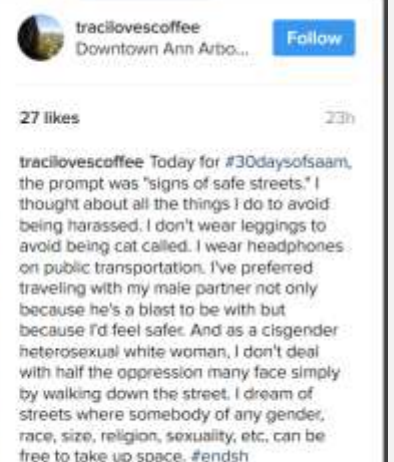 tracilovescoffee
Downtown Ann Arbo...
Follow
27 likes
23h
tracilovescoffee Today for #30daysofsaam,
the prompt was "signs of safe streets." I
thought about all the things I do to avoid
being harassed. I don't wear leggings to
avoid being cat called. I wear headphones
on public transportation. I've preferred
traveling with my male partner not only
because he's a blast to be with but
because I'd feel safer. And as a cisgender
heterosexual white woman, I don't deal
with half the oppression many face simply
by walking down the street. I dream of
streets where somebody of any gender,
race, size, religion, sexuality, etc, can be
free to take up space. #endsh